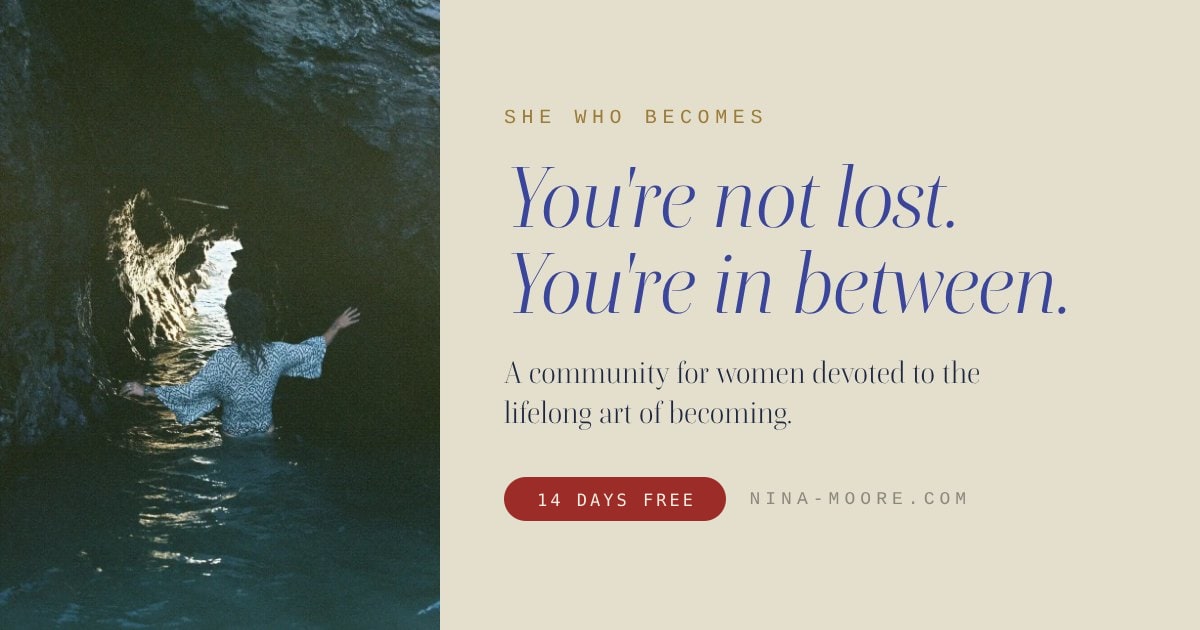 SHE WHO BECOMES
You're not lost.
You're in between.
A community for women devoted to the
lifelong art of becoming.
14 DAYS FREE
NINA-MOORE.COM